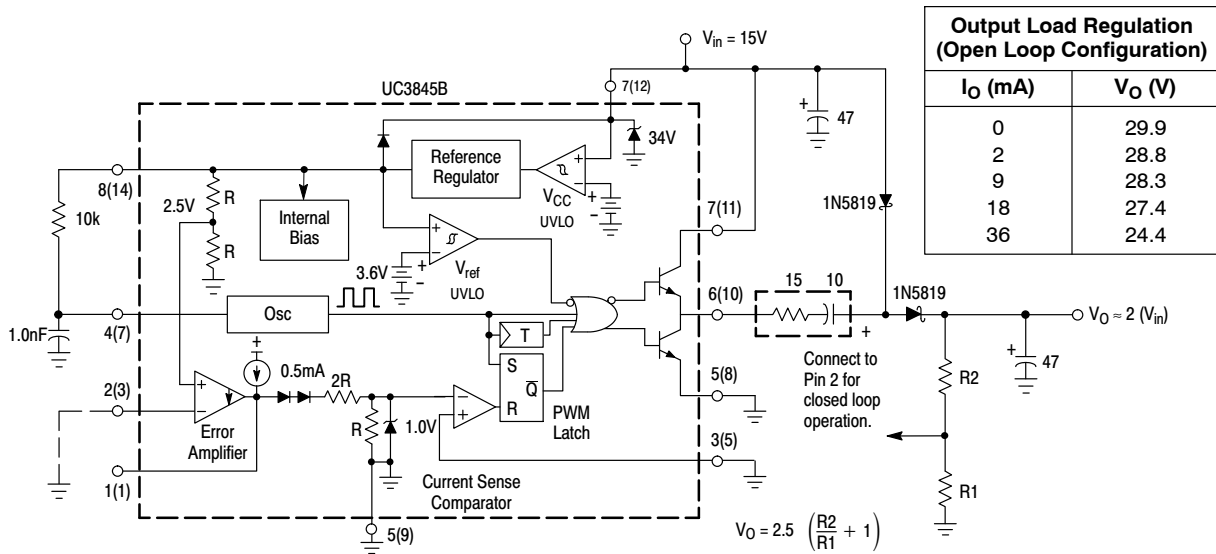 Output Load Regulation
(Open Loop Configuration)
I_O (mA) V_O (V)
0 29.9
2 28.8
9 28.3
18 27.4
36 24.4
V_in = 15V
UC3845B
7(12)
+
47
34V
8(14)
R
Reference
Regulator
+
-
V_CC
UVLO
+
-
10k
2.5V
Internal
Bias
R
1N5819
7(11)
+
-
V_ref
UVLO
3.6V
+
-
15 10
1N5819
6(10)
+
V_O ≈ 2 (V_in)
Osc
T
4(7)
1.0nF
Connect to
Pin 2 for
closed loop
operation.
+
47
R2
+
0.5mA
2R
S
Q̄
R
5(8)
2(3)
+
-
-
+
R
1.0V
PWM
Latch
Error
Amplifier
3(5)
1(1)
Current Sense
Comparator
R1
5(9)
V_O = 2.5 (R2/R1 + 1)